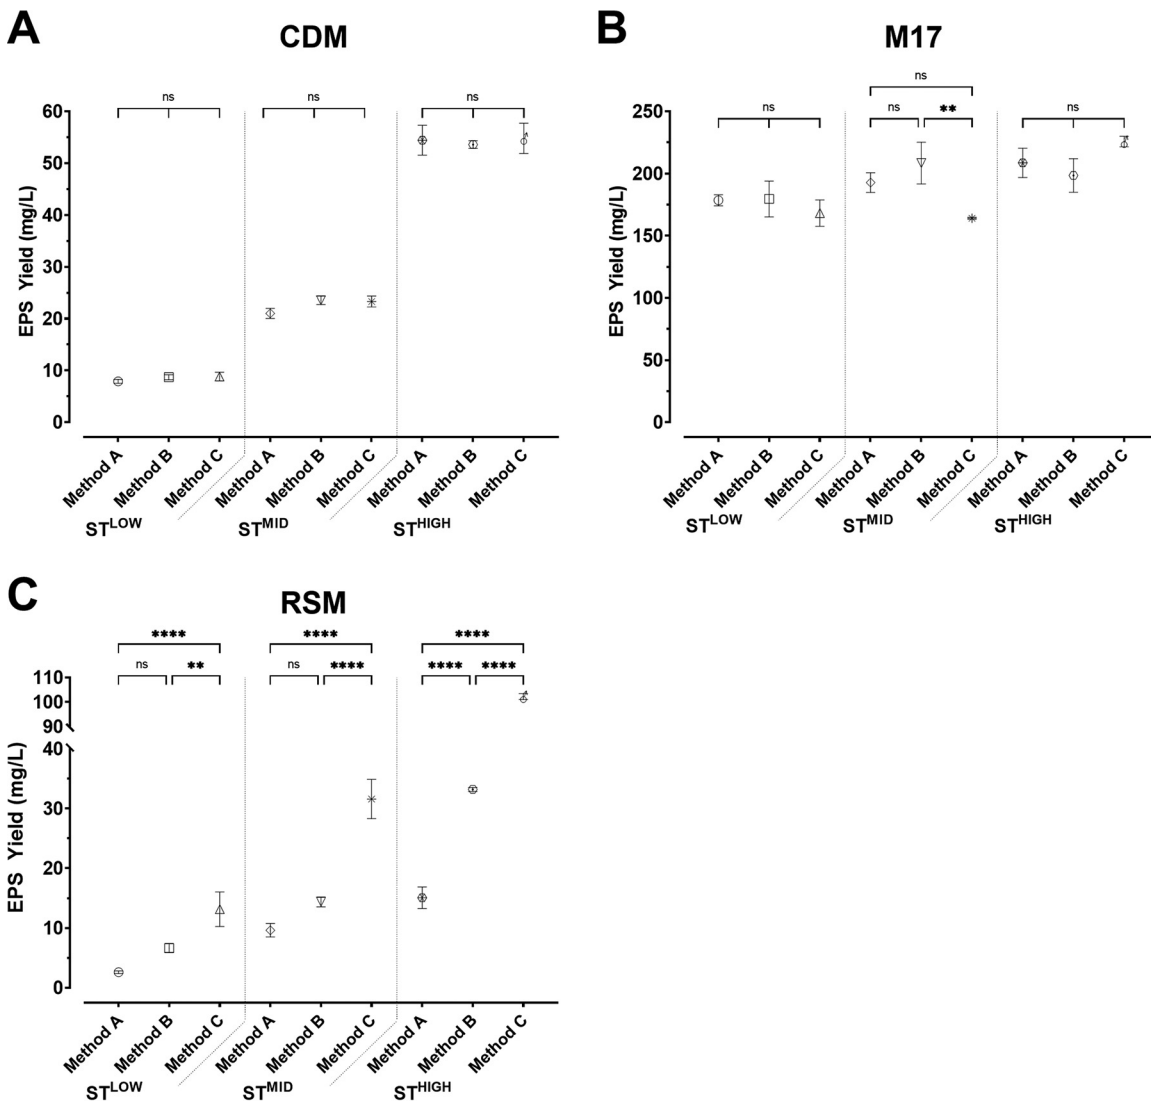 A
CDM
ns ns ns
EPS Yield (mg/L)
60
50
40
30
20
10
0
Method A Method B Method C Method A Method B Method C Method A Method B Method C
ST^LOW ST^MID ST^HIGH
B
M17
ns
ns ns ** ns
EPS Yield (mg/L)
250
200
150
100
50
0
Method A Method B Method C Method A Method B Method C Method A Method B Method C
ST^LOW ST^MID ST^HIGH
C
RSM
**** **** ****
ns ** ns **** **** ****
EPS Yield (mg/L)
110
100
90
40
30
20
10
0
Method A Method B Method C Method A Method B Method C Method A Method B Method C
ST^LOW ST^MID ST^HIGH